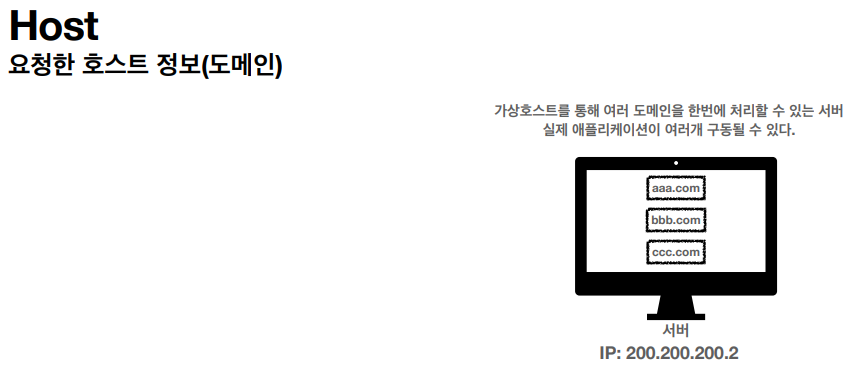 Host
요청한 호스트 정보(도메인)
가상호스트를 통해 여러 도메인을 한번에 처리할 수 있는 서버
실제 애플리케이션이 여러개 구동될 수 있다.
aaa.com
bbb.com
ccc.com
서버
IP: 200.200.200.2